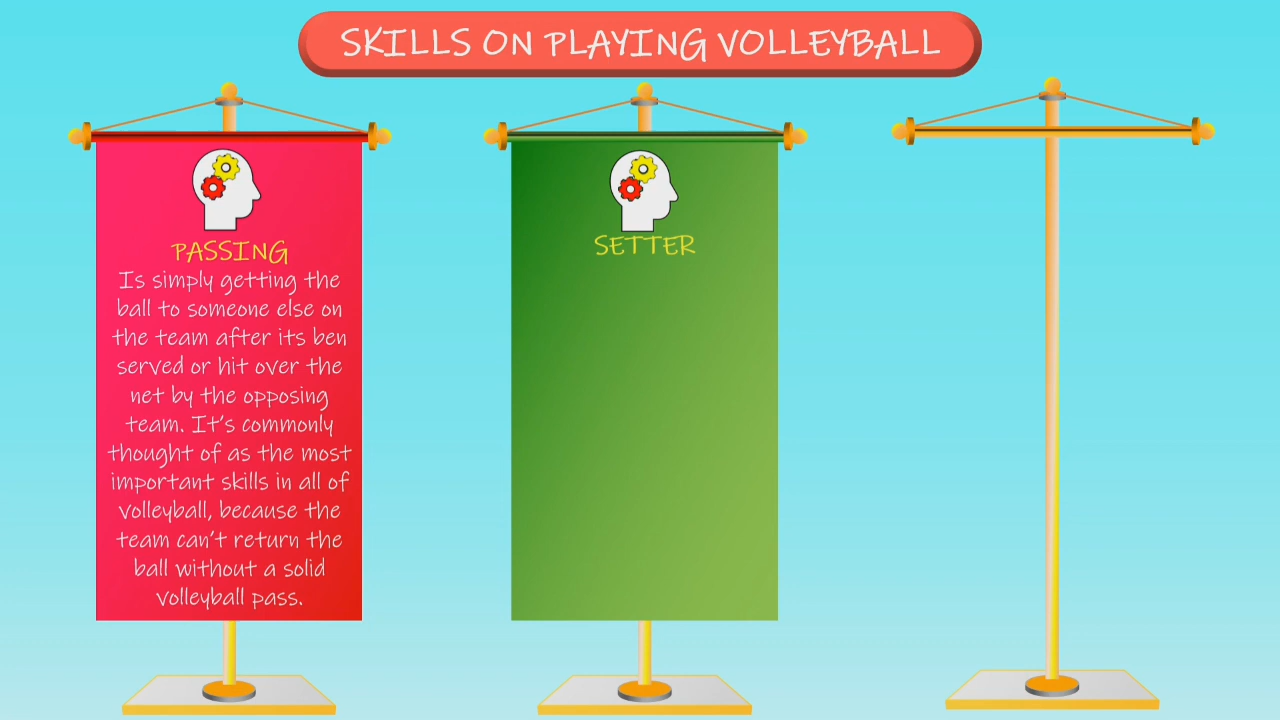 SKILLS ON PLAYING VOLLEYBALL
PASSING
Is simply getting the
ball to someone else on
the team after its ben
served or hit over the
net by the opposing
team. It's commonly
thought of as the most
important skills in all of
volleyball, because the
team can't return the
ball without a solid
volleyball pass.
SETTER